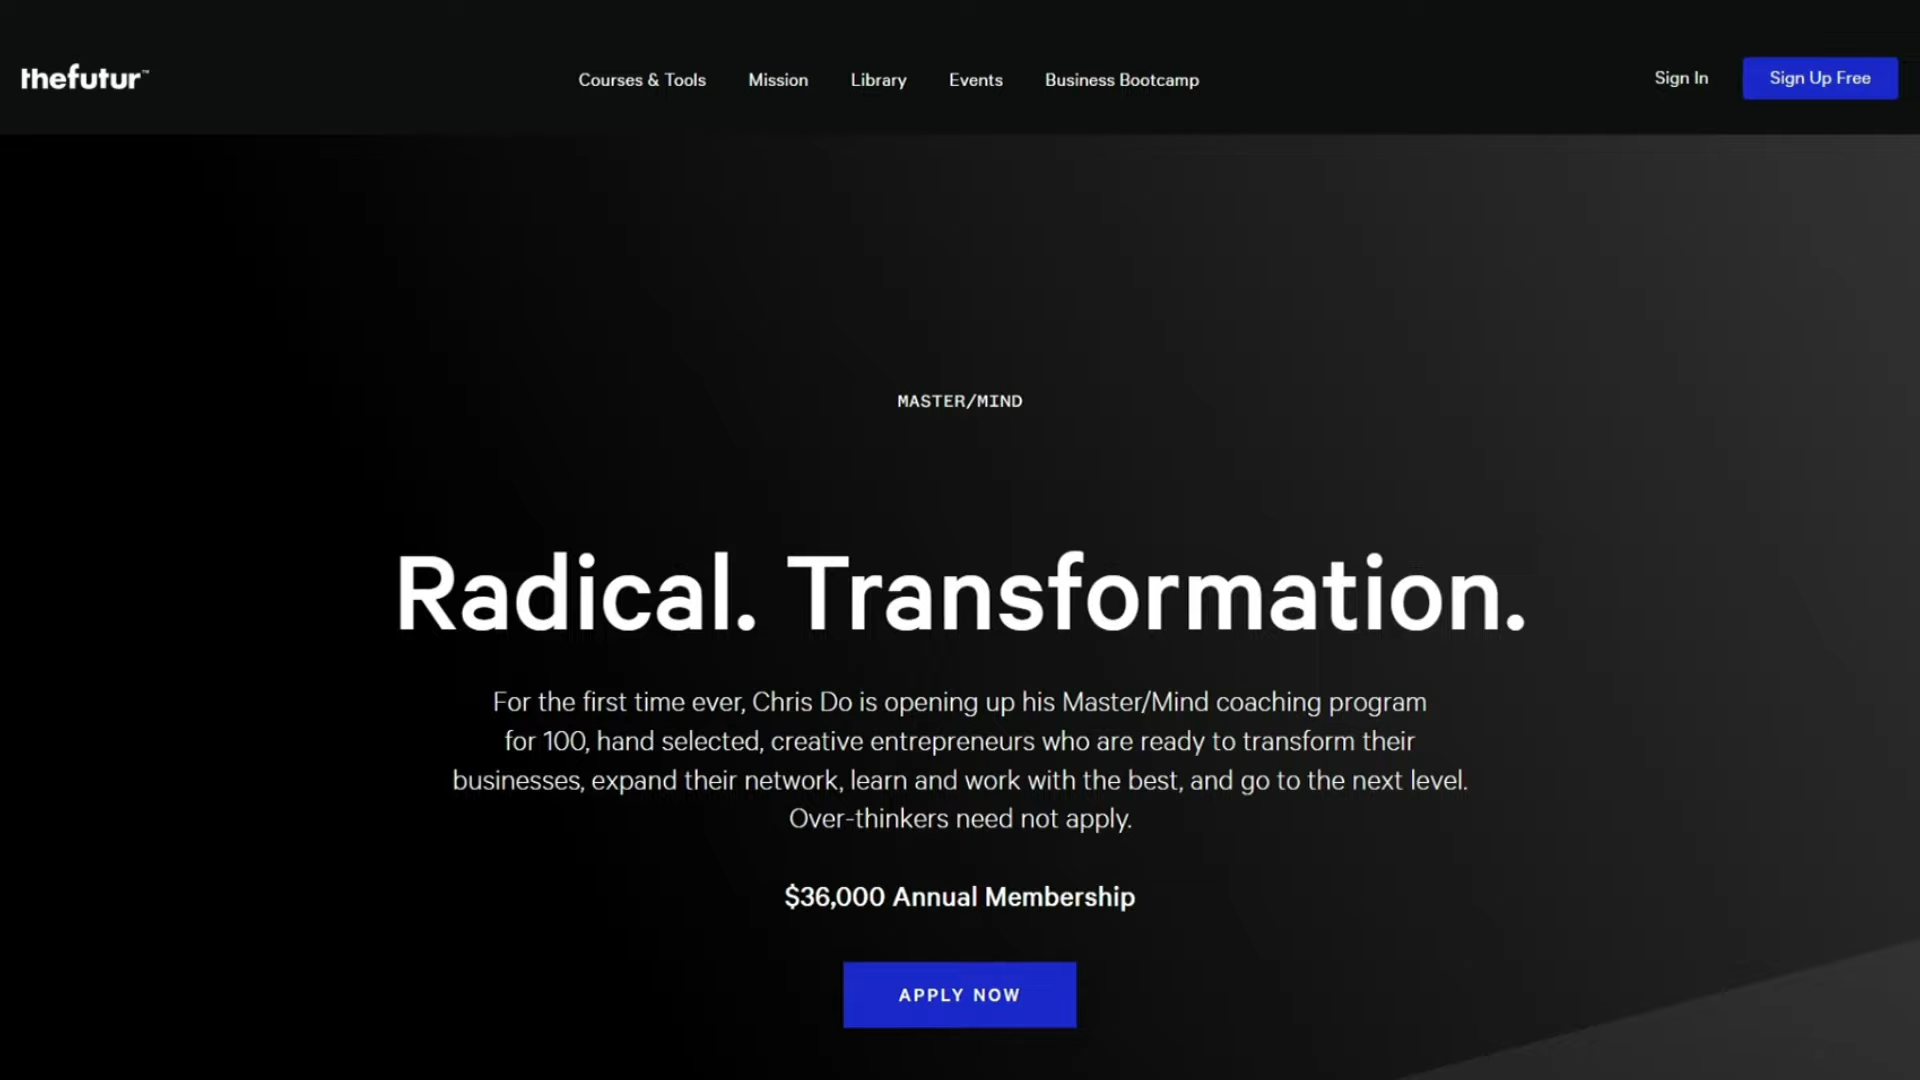 thefutur™
Courses & Tools
Mission
Library
Events
Business Bootcamp
Sign In
Sign Up Free
MASTER/MIND
Radical. Transformation.
For the first time ever, Chris Do is opening up his Master/Mind coaching program
for 100, hand selected, creative entrepreneurs who are ready to transform their
businesses, expand their network, learn and work with the best, and go to the next level.
Over-thinkers need not apply.
$36,000 Annual Membership
APPLY NOW